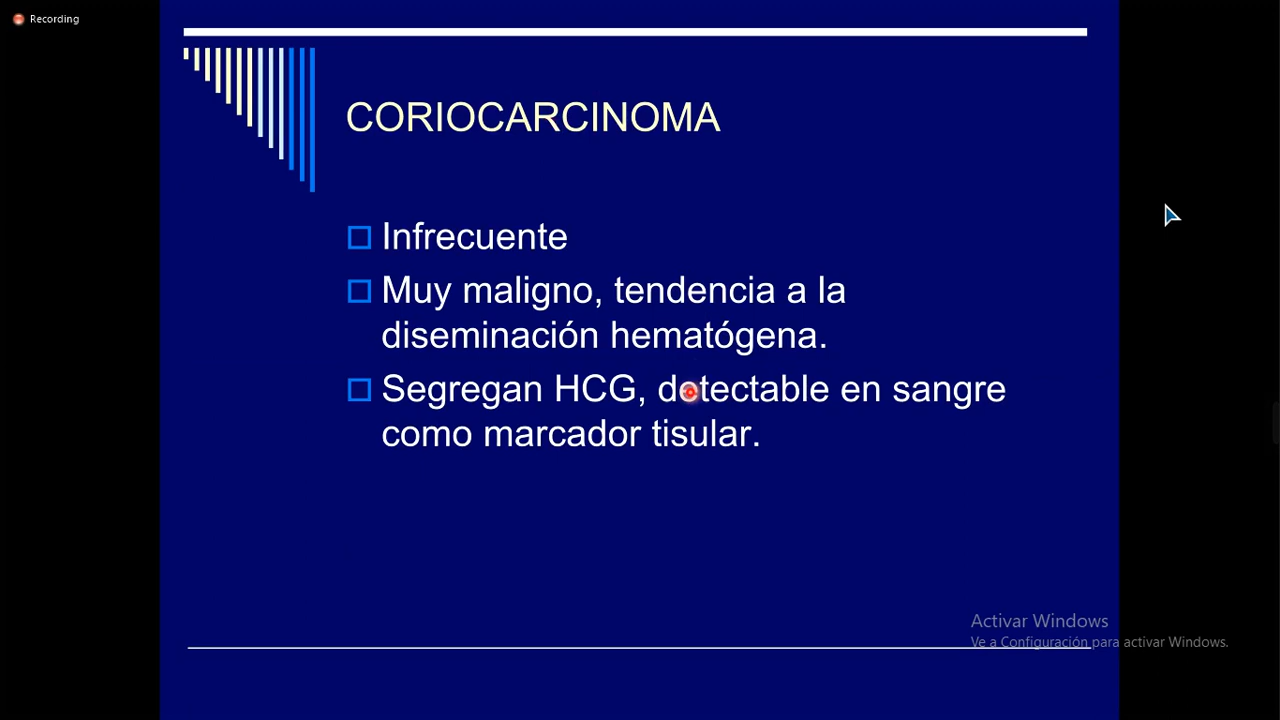 Recording
CORIOCARCINOMA
Infrecuente
Muy maligno, tendencia a la
diseminación hematógena.
Segregan HCG, detectable en sangre
como marcador tisular.
Activar Windows
Ve a Configuración para activar Windows.